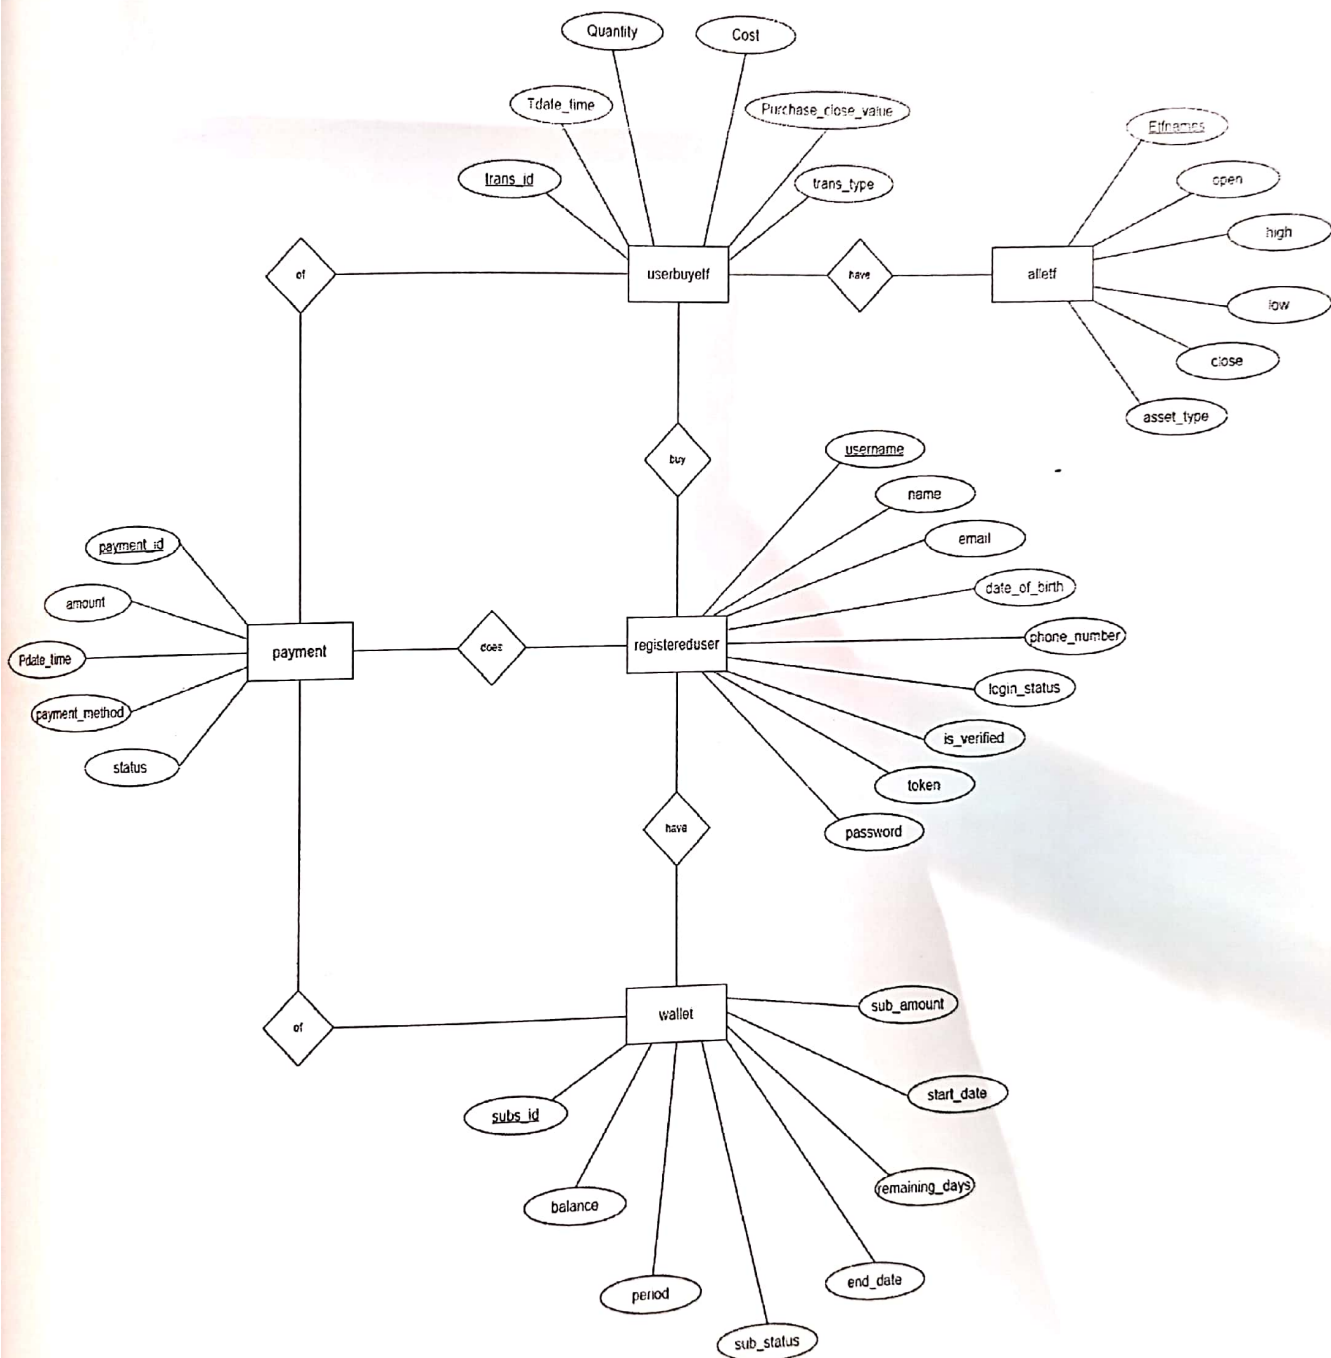 Quantity
Cost
Tdate_time
Purchase_close_value
trans_id
trans_type
Etfnames
open
high
low
close
asset_type
of
userbuyetf
have
alletf
buy
username
name
email
date_of_birth
phone_number
login_status
is_verified
token
password
payment_id
amount
Pdate_time
payment_method
status
payment
does
registereduser
have
of
wallet
sub_amount
start_date
remaining_days
end_date
sub_status
period
balance
subs_id